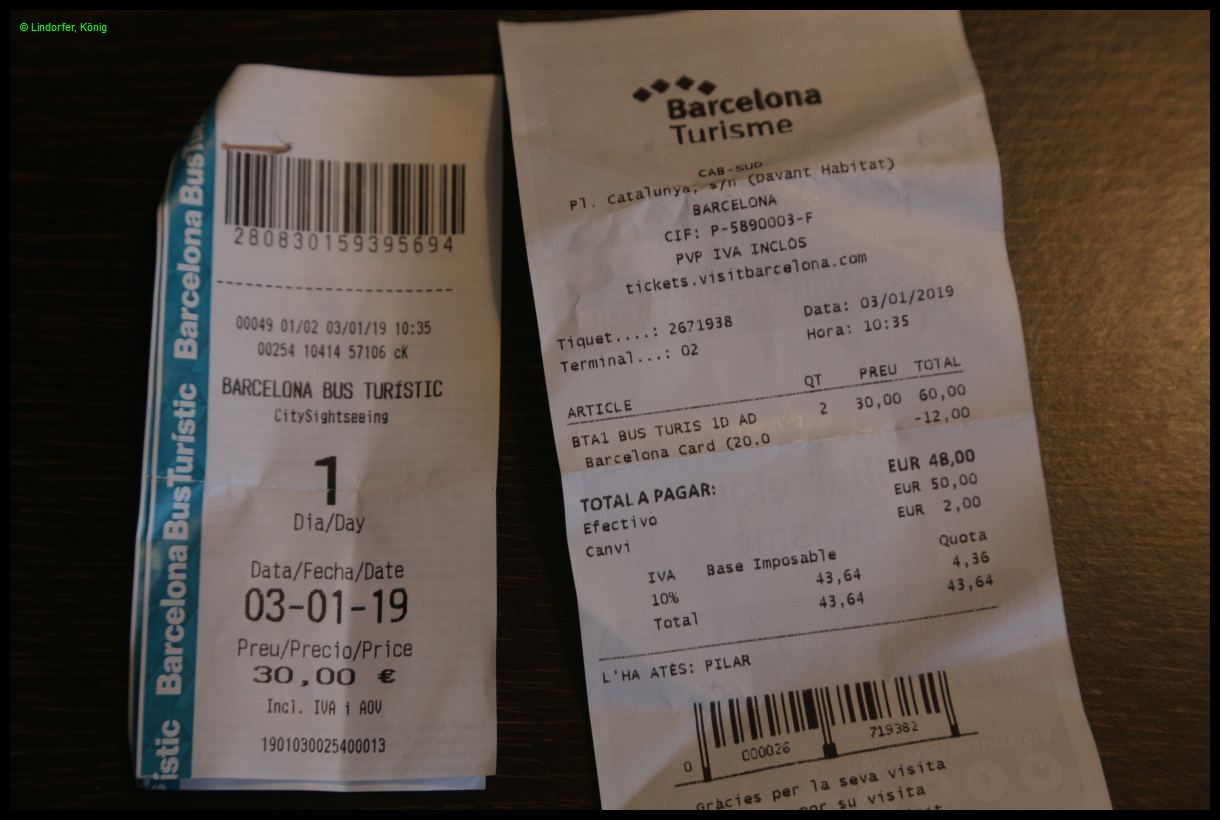 © Lindorfer, König
Barcelona BusTurístic Barcelona BusTu
ístic
280830159395694
00049 01/02 03/01/19 10:35
00254 10414 57106 cK
BARCELONA BUS TURÍSTIC
CitySightseeing
1
Dia/Day
Data/Fecha/Date
03-01-19
Preu/Precio/Price
30,00 €
Incl. IVA i AOV
1901030025400013
Barcelona
Turisme
CAB-SUD
Pl. Catalunya, s/n (Davant Habitat)
BARCELONA
CIF: P-5890003-F
PVP IVA INCLÒS
tickets.visitbarcelona.com
Tiquet....: 2671938 Data: 03/01/2019
Terminal...: 02 Hora: 10:35
ARTICLE QT PREU TOTAL
BTA1 BUS TURIS 1D AD 2 30,00 60,00
Barcelona Card (20.0 -12,00
TOTAL A PAGAR: EUR 48,00
Efectivo EUR 50,00
Canvi EUR 2,00
IVA Base Imposable Quota
10% 43,64 4,36
Total 43,64 43,64
L'HA ATÈS: PILAR
0 000026 719382
Gràcies per la seva visita
por su visita